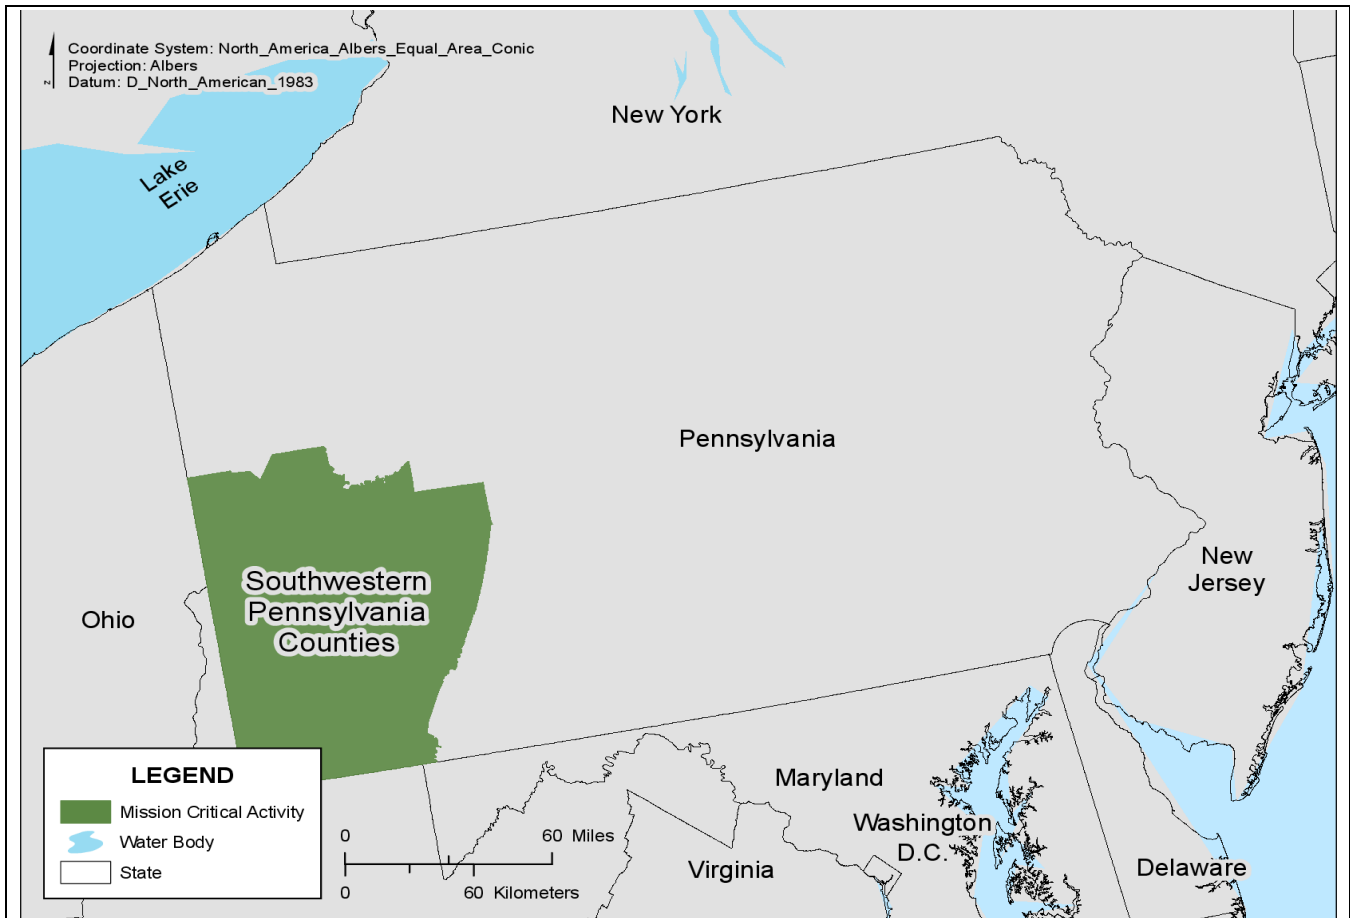 Coordinate System: North_America_Albers_Equal_Area_Conic
Projection: Albers
Datum: D_North_American_1983
z
New York
Lake
Erie
Pennsylvania
New
Jersey
Southwestern
Pennsylvania
Counties
Ohio
Maryland
Washington
D.C.
Virginia
Delaware
LEGEND
Mission Critical Activity
Water Body
State
0 60 Miles
0 60 Kilometers